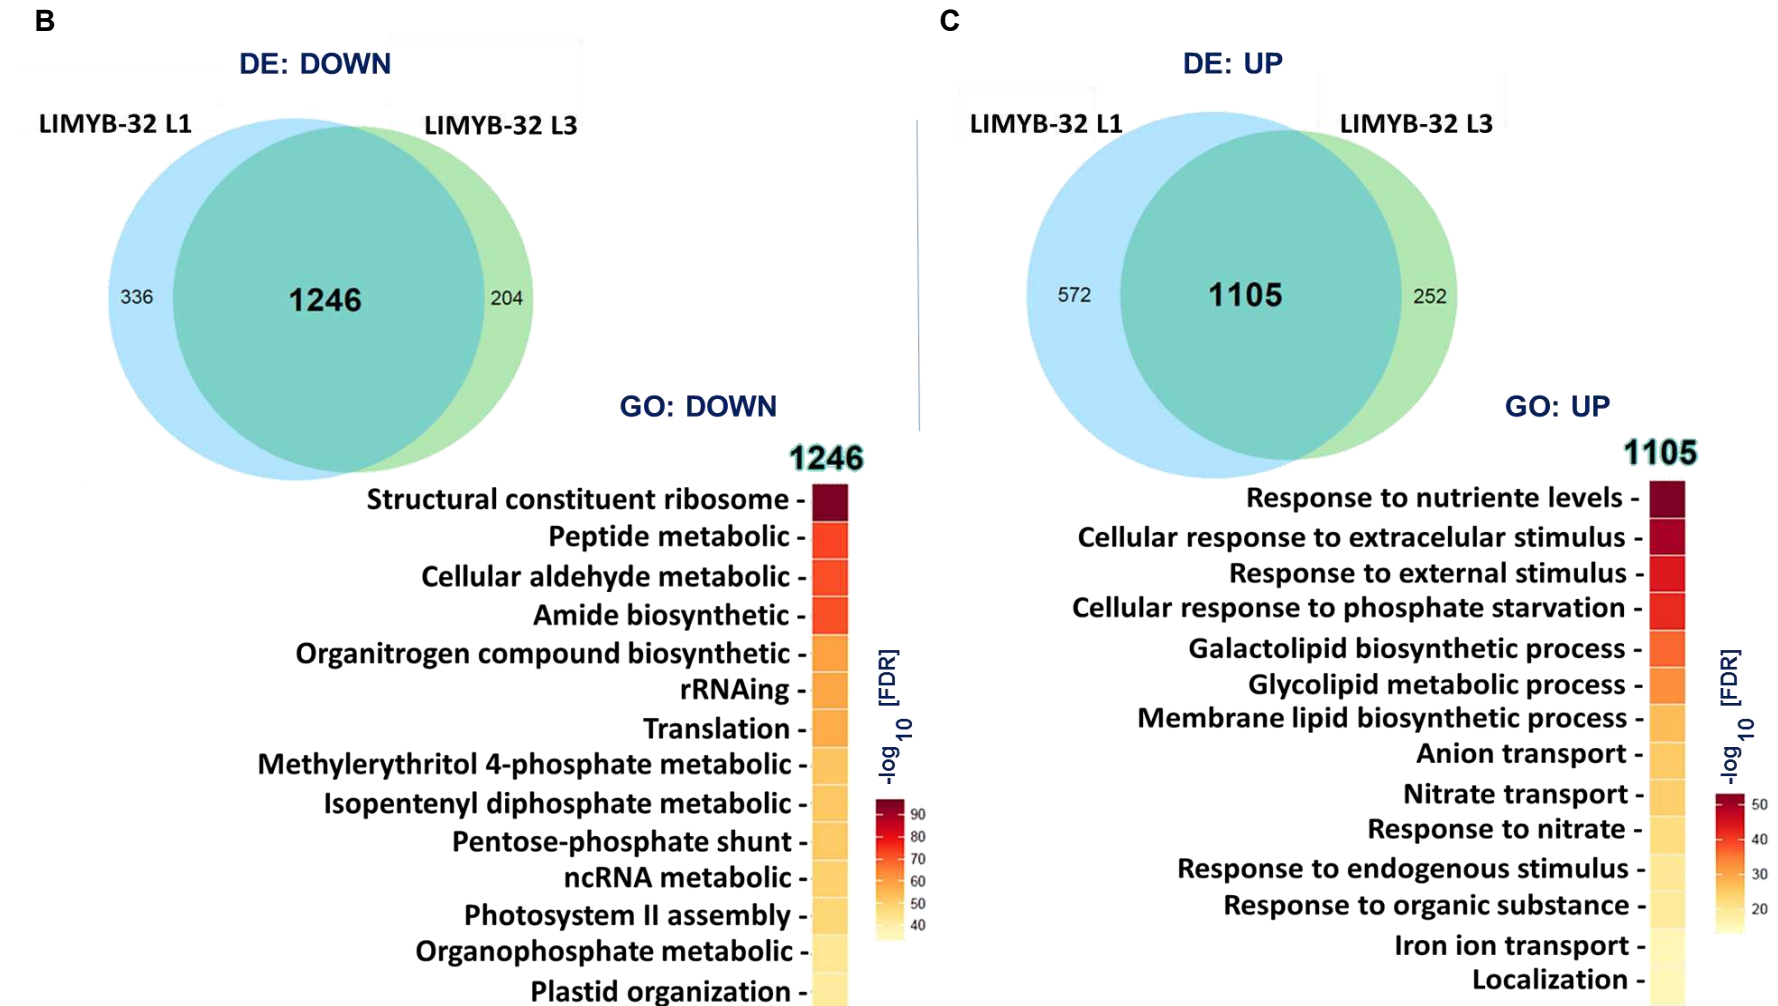 B
DE: DOWN
LIMYB-32 L1
LIMYB-32 L3
336
1246
204
GO: DOWN
1246
Structural constituent ribosome -
Peptide metabolic -
Cellular aldehyde metabolic -
Amide biosynthetic -
Organitrogen compound biosynthetic -
rRNAing -
Translation -
Methylerythritol 4-phosphate metabolic -
Isopentenyl diphosphate metabolic -
Pentose-phosphate shunt -
ncRNA metabolic -
Photosystem II assembly -
Organophosphate metabolic -
Plastid organization -
-log10 [FDR]
90
80
70
60
50
40
C
DE: UP
LIMYB-32 L1
LIMYB-32 L3
572
1105
252
GO: UP
1105
Response to nutriente levels -
Cellular response to extracelular stimulus -
Response to external stimulus -
Cellular response to phosphate starvation -
Galactolipid biosynthetic process -
Glycolipid metabolic process -
Membrane lipid biosynthetic process -
Anion transport -
Nitrate transport -
Response to nitrate -
Response to endogenous stimulus -
Response to organic substance -
Iron ion transport -
Localization -
-log10 [FDR]
50
40
30
20